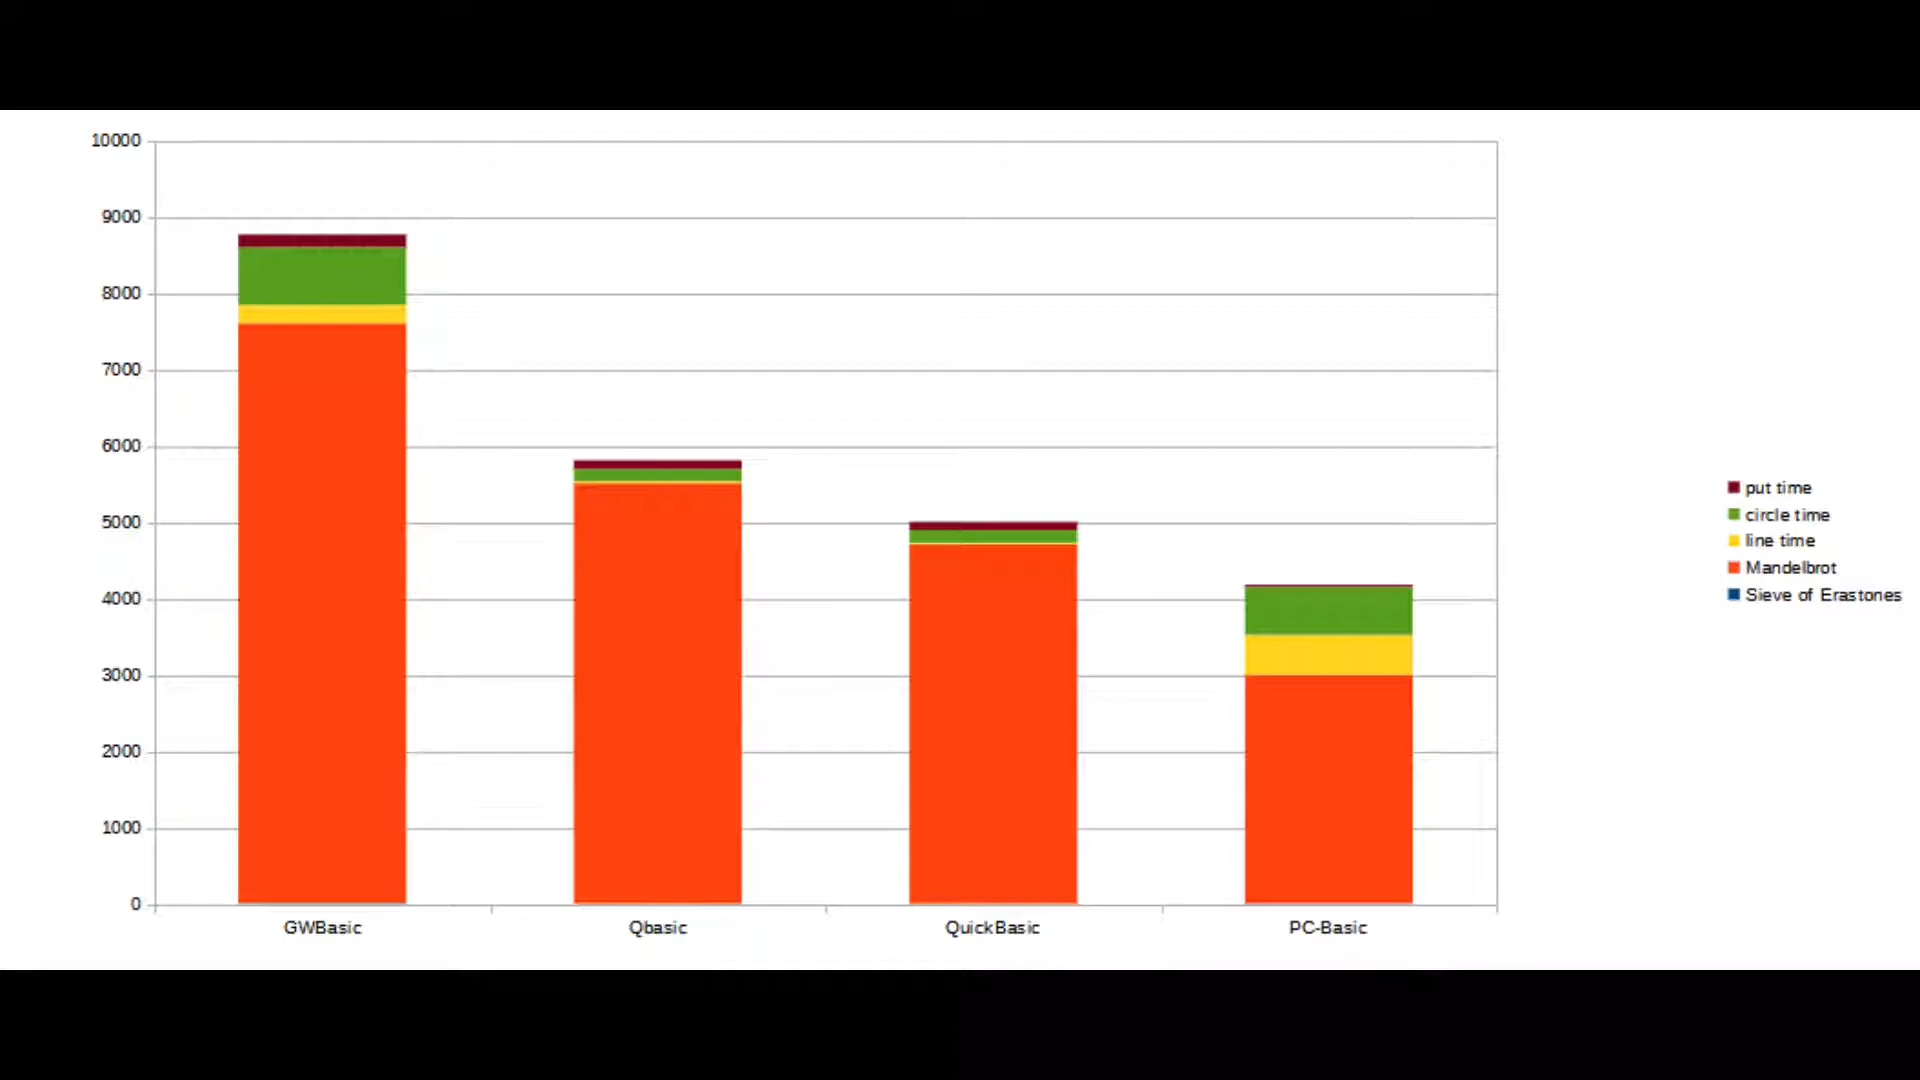 10000
9000
8000
7000
6000
5000
4000
3000
2000
1000
0
GWBasic
Qbasic
QuickBasic
PC-Basic
put time
circle time
line time
Mandelbrot
Sieve of Erastones